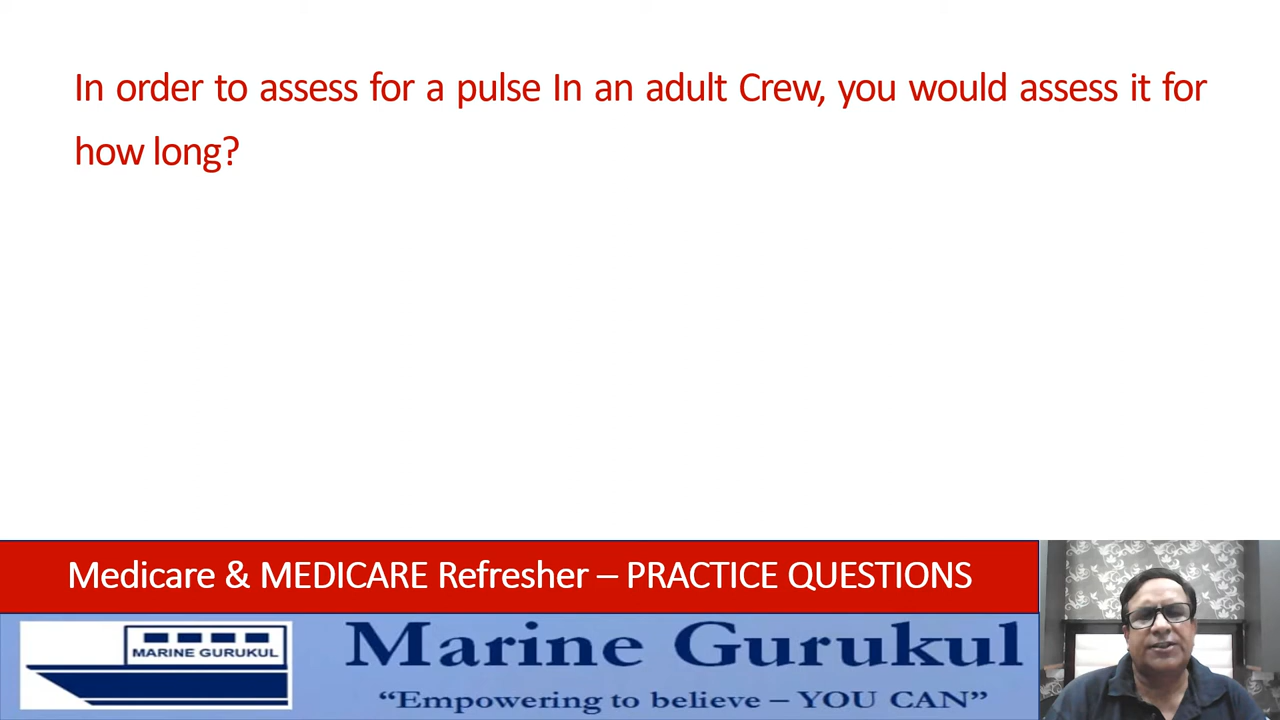 In order to assess for a pulse In an adult Crew, you would assess it for
how long?
Medicare & MEDICARE Refresher – PRACTICE QUESTIONS
MARINE GURUKUL
Marine Gurukul
“Empowering to believe – YOU CAN”